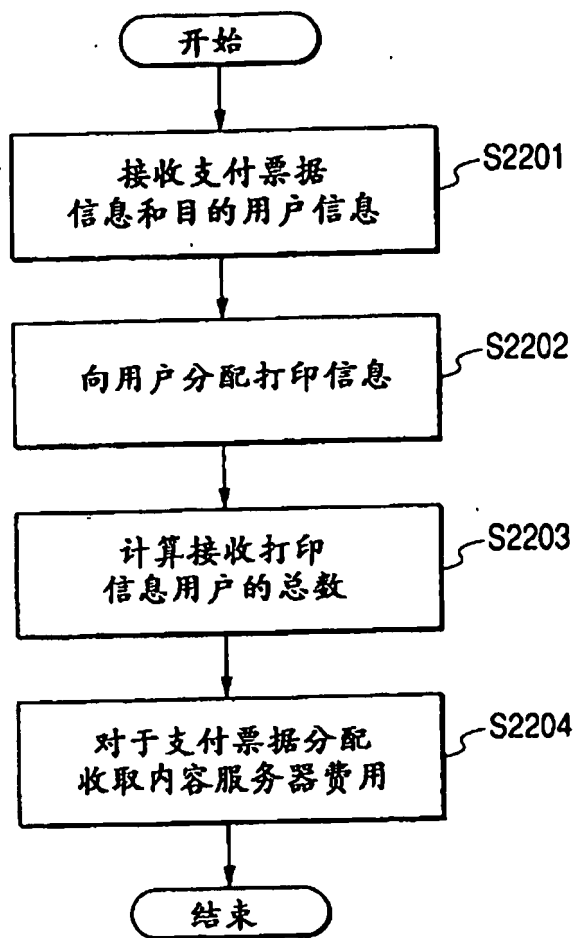 开始
接收支付票据
信息和目的用户信息
S2201
向用户分配打印信息
S2202
计算接收打印
信息用户的总数
S2203
对于支付票据分配
收取内容服务器费用
S2204
结束